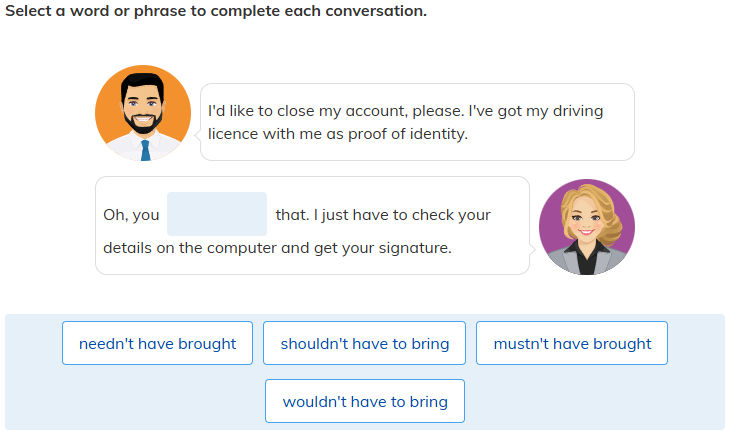 Select a word or phrase to complete each conversation.
I'd like to close my account, please. I've got my driving
licence with me as proof of identity.
Oh, you that. I just have to check your
details on the computer and get your signature.
needn't have brought
shouldn't have to bring
mustn't have brought
wouldn't have to bring